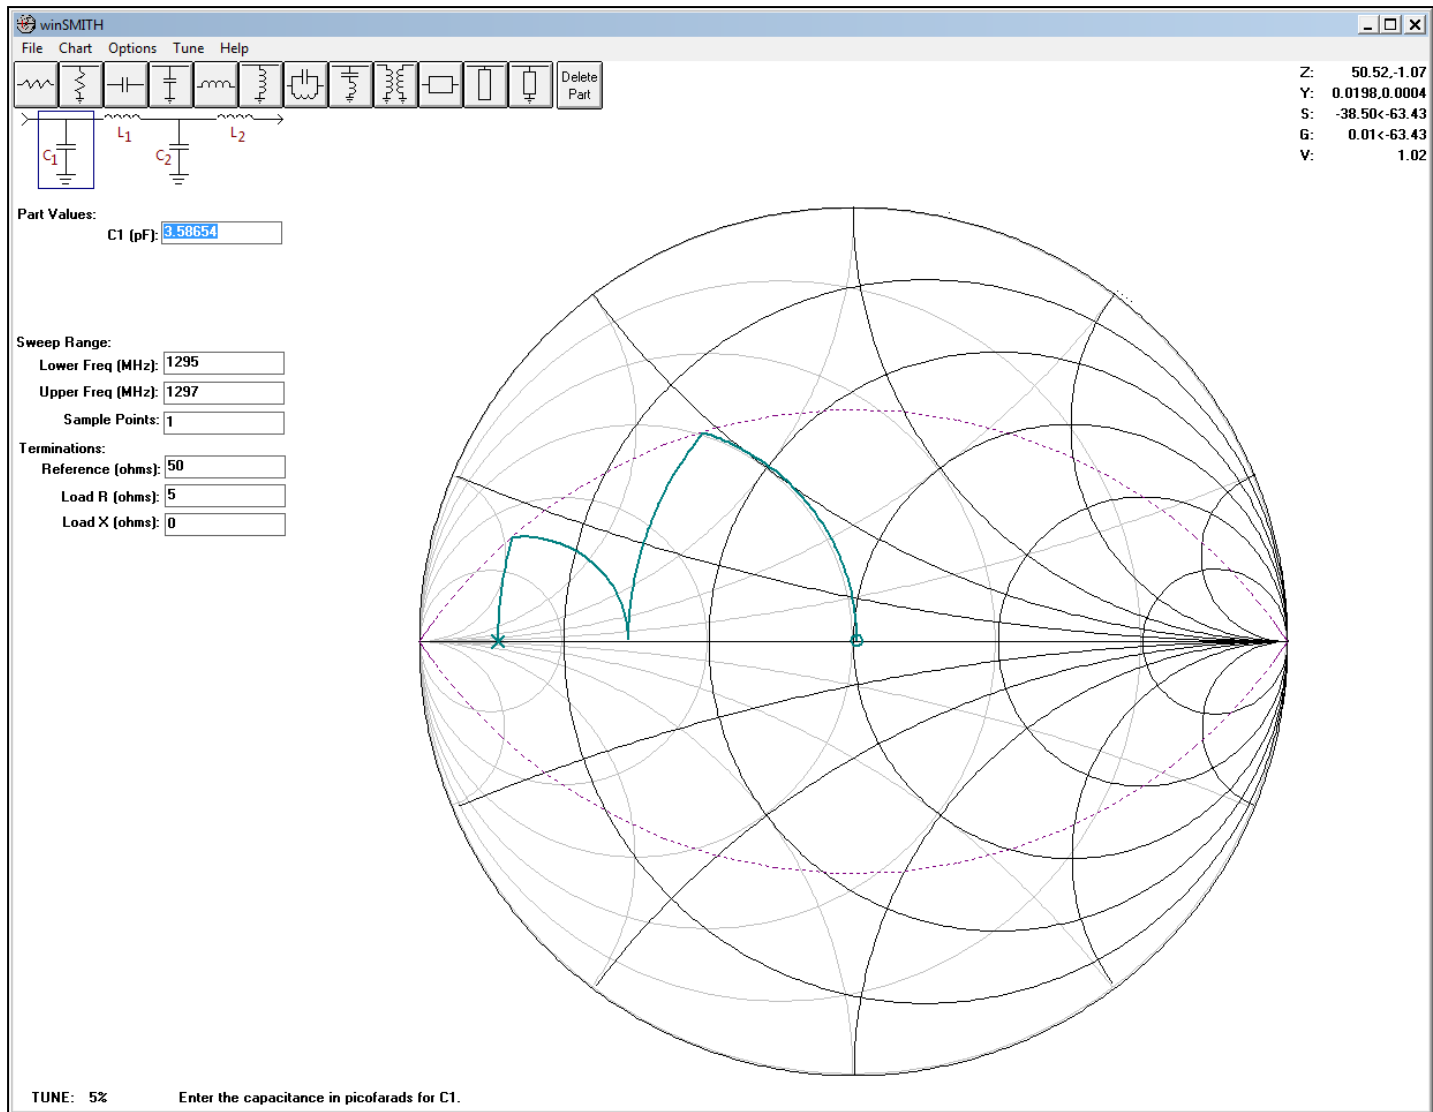 winSMITH
File Chart Options Tune Help
Delete
Part
Z: 50.52,-1.07
Y: 0.0198,0.0004
S: -38.50<-63.43
G: 0.01<-63.43
V: 1.02
L1
L2
C1
C2
Part Values:
C1 (pF): 3.58654
Sweep Range:
Lower Freq (MHz): 1295
Upper Freq (MHz): 1297
Sample Points: 1
Terminations:
Reference (ohms): 50
Load R (ohms): 5
Load X (ohms): 0
TUNE: 5% Enter the capacitance in picofarads for C1.